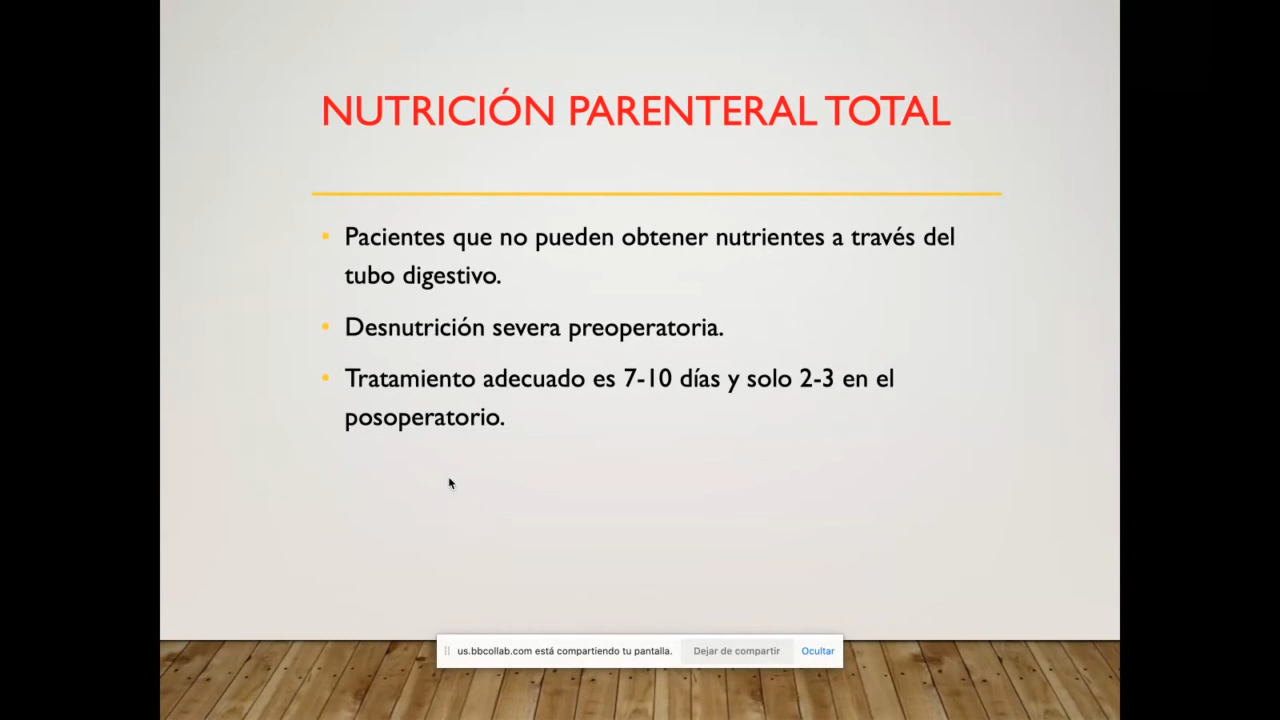 NUTRICIÓN PARENTERAL TOTAL
• Pacientes que no pueden obtener nutrientes a través del
tubo digestivo.
• Desnutrición severa preoperatoria.
• Tratamiento adecuado es 7-10 días y solo 2-3 en el
posoperatorio.
us.bbcollab.com está compartiendo tu pantalla. Dejar de compartir Ocultar